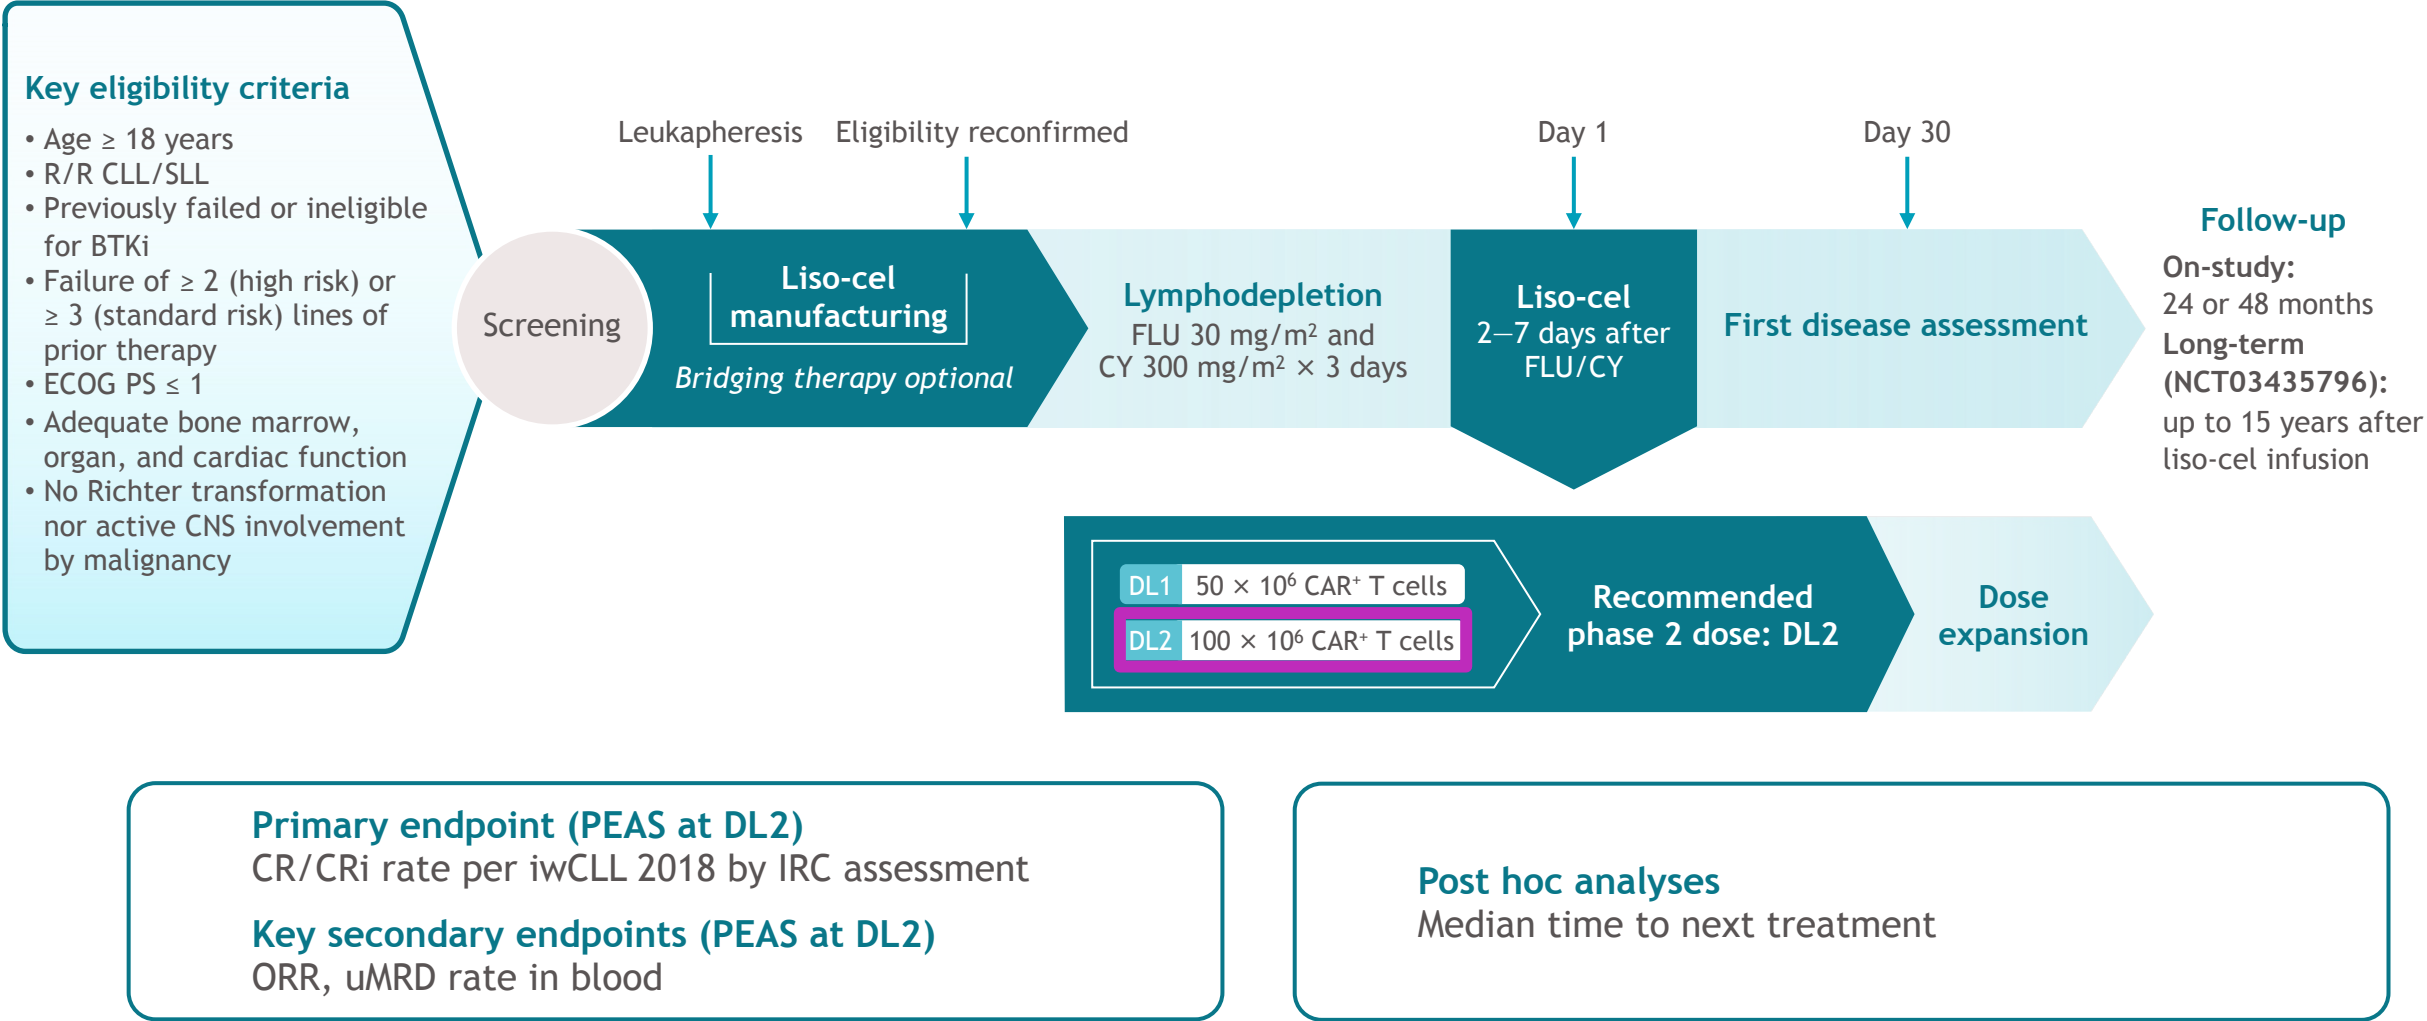 Key eligibility criteria
• Age ≥ 18 years
• R/R CLL/SLL
• Previously failed or ineligible
for BTKi
• Failure of ≥ 2 (high risk) or
≥ 3 (standard risk) lines of
prior therapy
• ECOG PS ≤ 1
• Adequate bone marrow,
organ, and cardiac function
• No Richter transformation
nor active CNS involvement
by malignancy
Screening
Leukapheresis
Eligibility reconfirmed
Liso-cel
manufacturing
Bridging therapy optional
Lymphodepletion
FLU 30 mg/m² and
CY 300 mg/m² × 3 days
Day 1
Liso-cel
2—7 days after
FLU/CY
Day 30
First disease assessment
Follow-up
On-study:
24 or 48 months
Long-term
(NCT03435796):
up to 15 years after
liso-cel infusion
DL1 50 × 10⁶ CAR⁺ T cells
DL2 100 × 10⁶ CAR⁺ T cells
Recommended
phase 2 dose: DL2
Dose
expansion
Primary endpoint (PEAS at DL2)
CR/CRi rate per iwCLL 2018 by IRC assessment
Key secondary endpoints (PEAS at DL2)
ORR, uMRD rate in blood
Post hoc analyses
Median time to next treatment